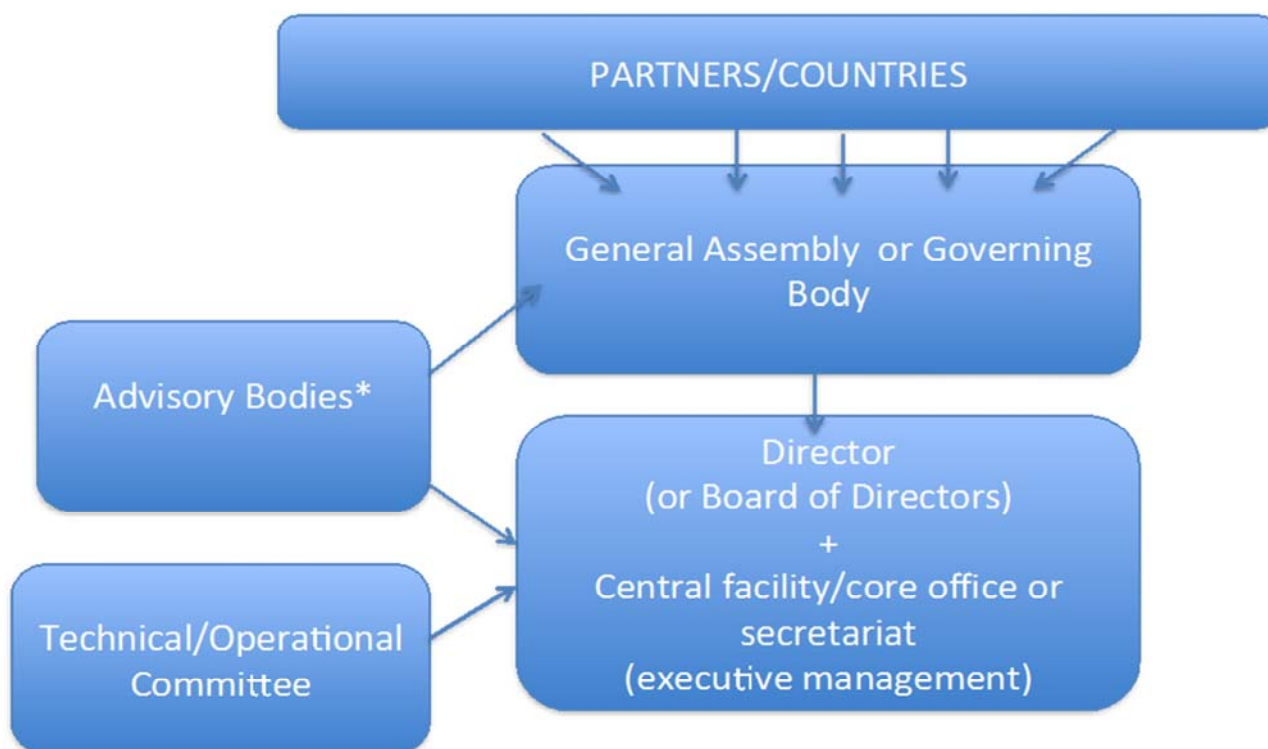 PARTNERS/COUNTRIES
General Assembly or Governing
Body
Advisory Bodies*
Director
(or Board of Directors)
+
Central facility/core office or
secretariat
(executive management)
Technical/Operational
Committee